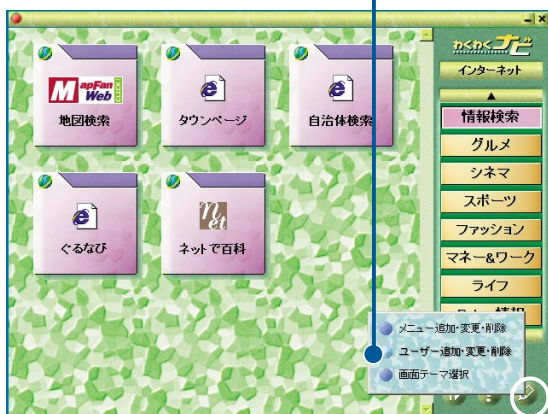 わくわくナビ
インターネット
MapFan
Web
CLICK!
地図検索
タウンページ
自治体検索
ぐるなび
net
ネットで百科
情報検索
グルメ
シネマ
スポーツ
ファッション
マネー&ワーク
ライフ
情報
メニュー追加・変更・削除
ユーザー追加・変更・削除
画面テーマ選択